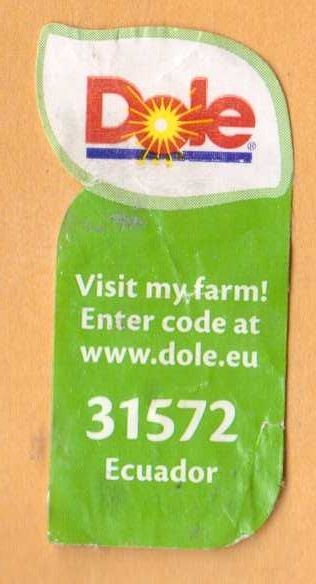 Dole®
Visit my farm!
Enter code at
www.dole.eu
31572
Ecuador